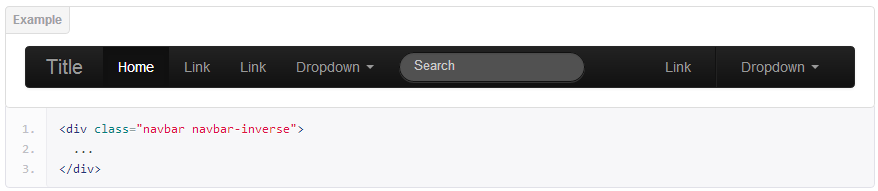 Example
Title Home Link Link Dropdown Search Link Dropdown
1. <div class="navbar navbar-inverse">
2.   ...
3. </div>